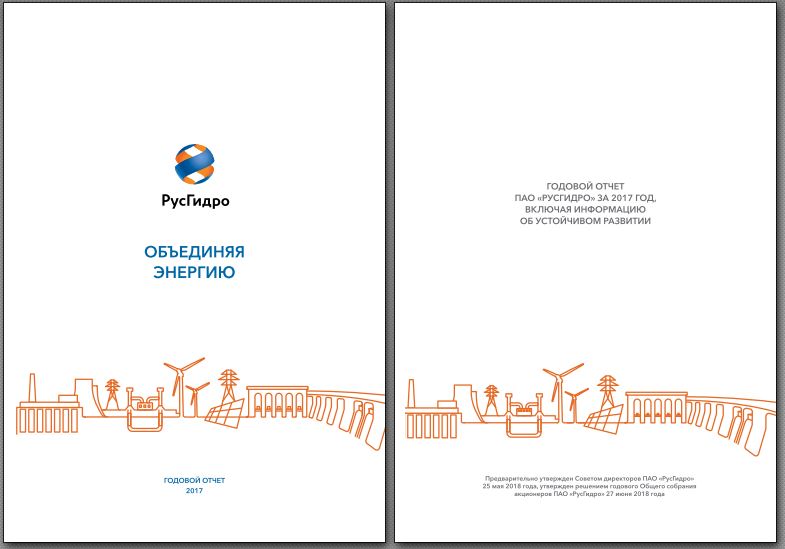 РусГидро
ОБЪЕДИНЯЯ
ЭНЕРГИЮ
ГОДОВОЙ ОТЧЕТ
2017
ГОДОВОЙ ОТЧЕТ
ПАО «РУСГИДРО» ЗА 2017 ГОД,
ВКЛЮЧАЯ ИНФОРМАЦИЮ
ОБ УСТОЙЧИВОМ РАЗВИТИИ
Предварительно утвержден Советом директоров ПАО «РусГидро»
25 мая 2018 года, утвержден решением годового Общего собрания
акционеров ПАО «РусГидро» 27 июня 2018 года